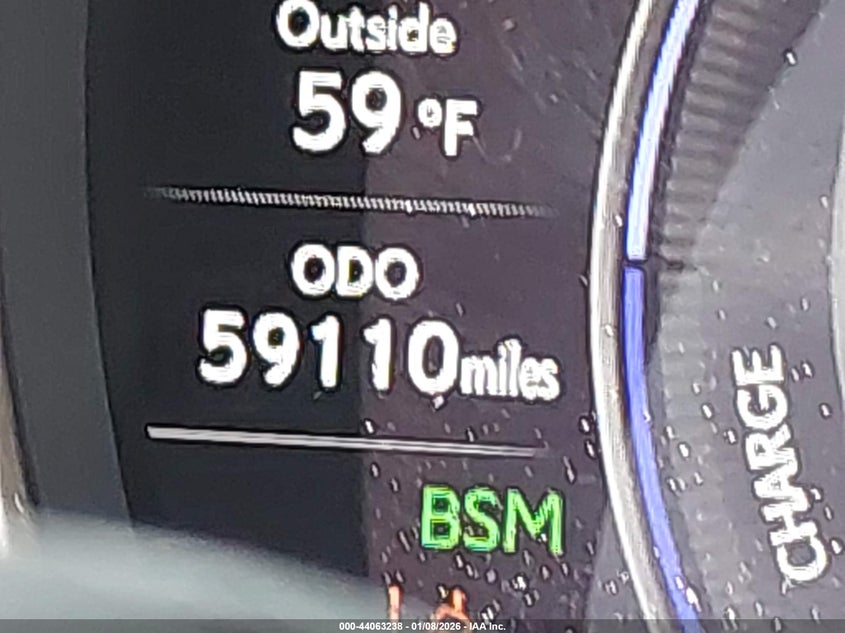 Outside
59 °F
ODO
59110 miles
BSM
CHARGE
000-44063238 - 01/08/2026 - IAA Inc.